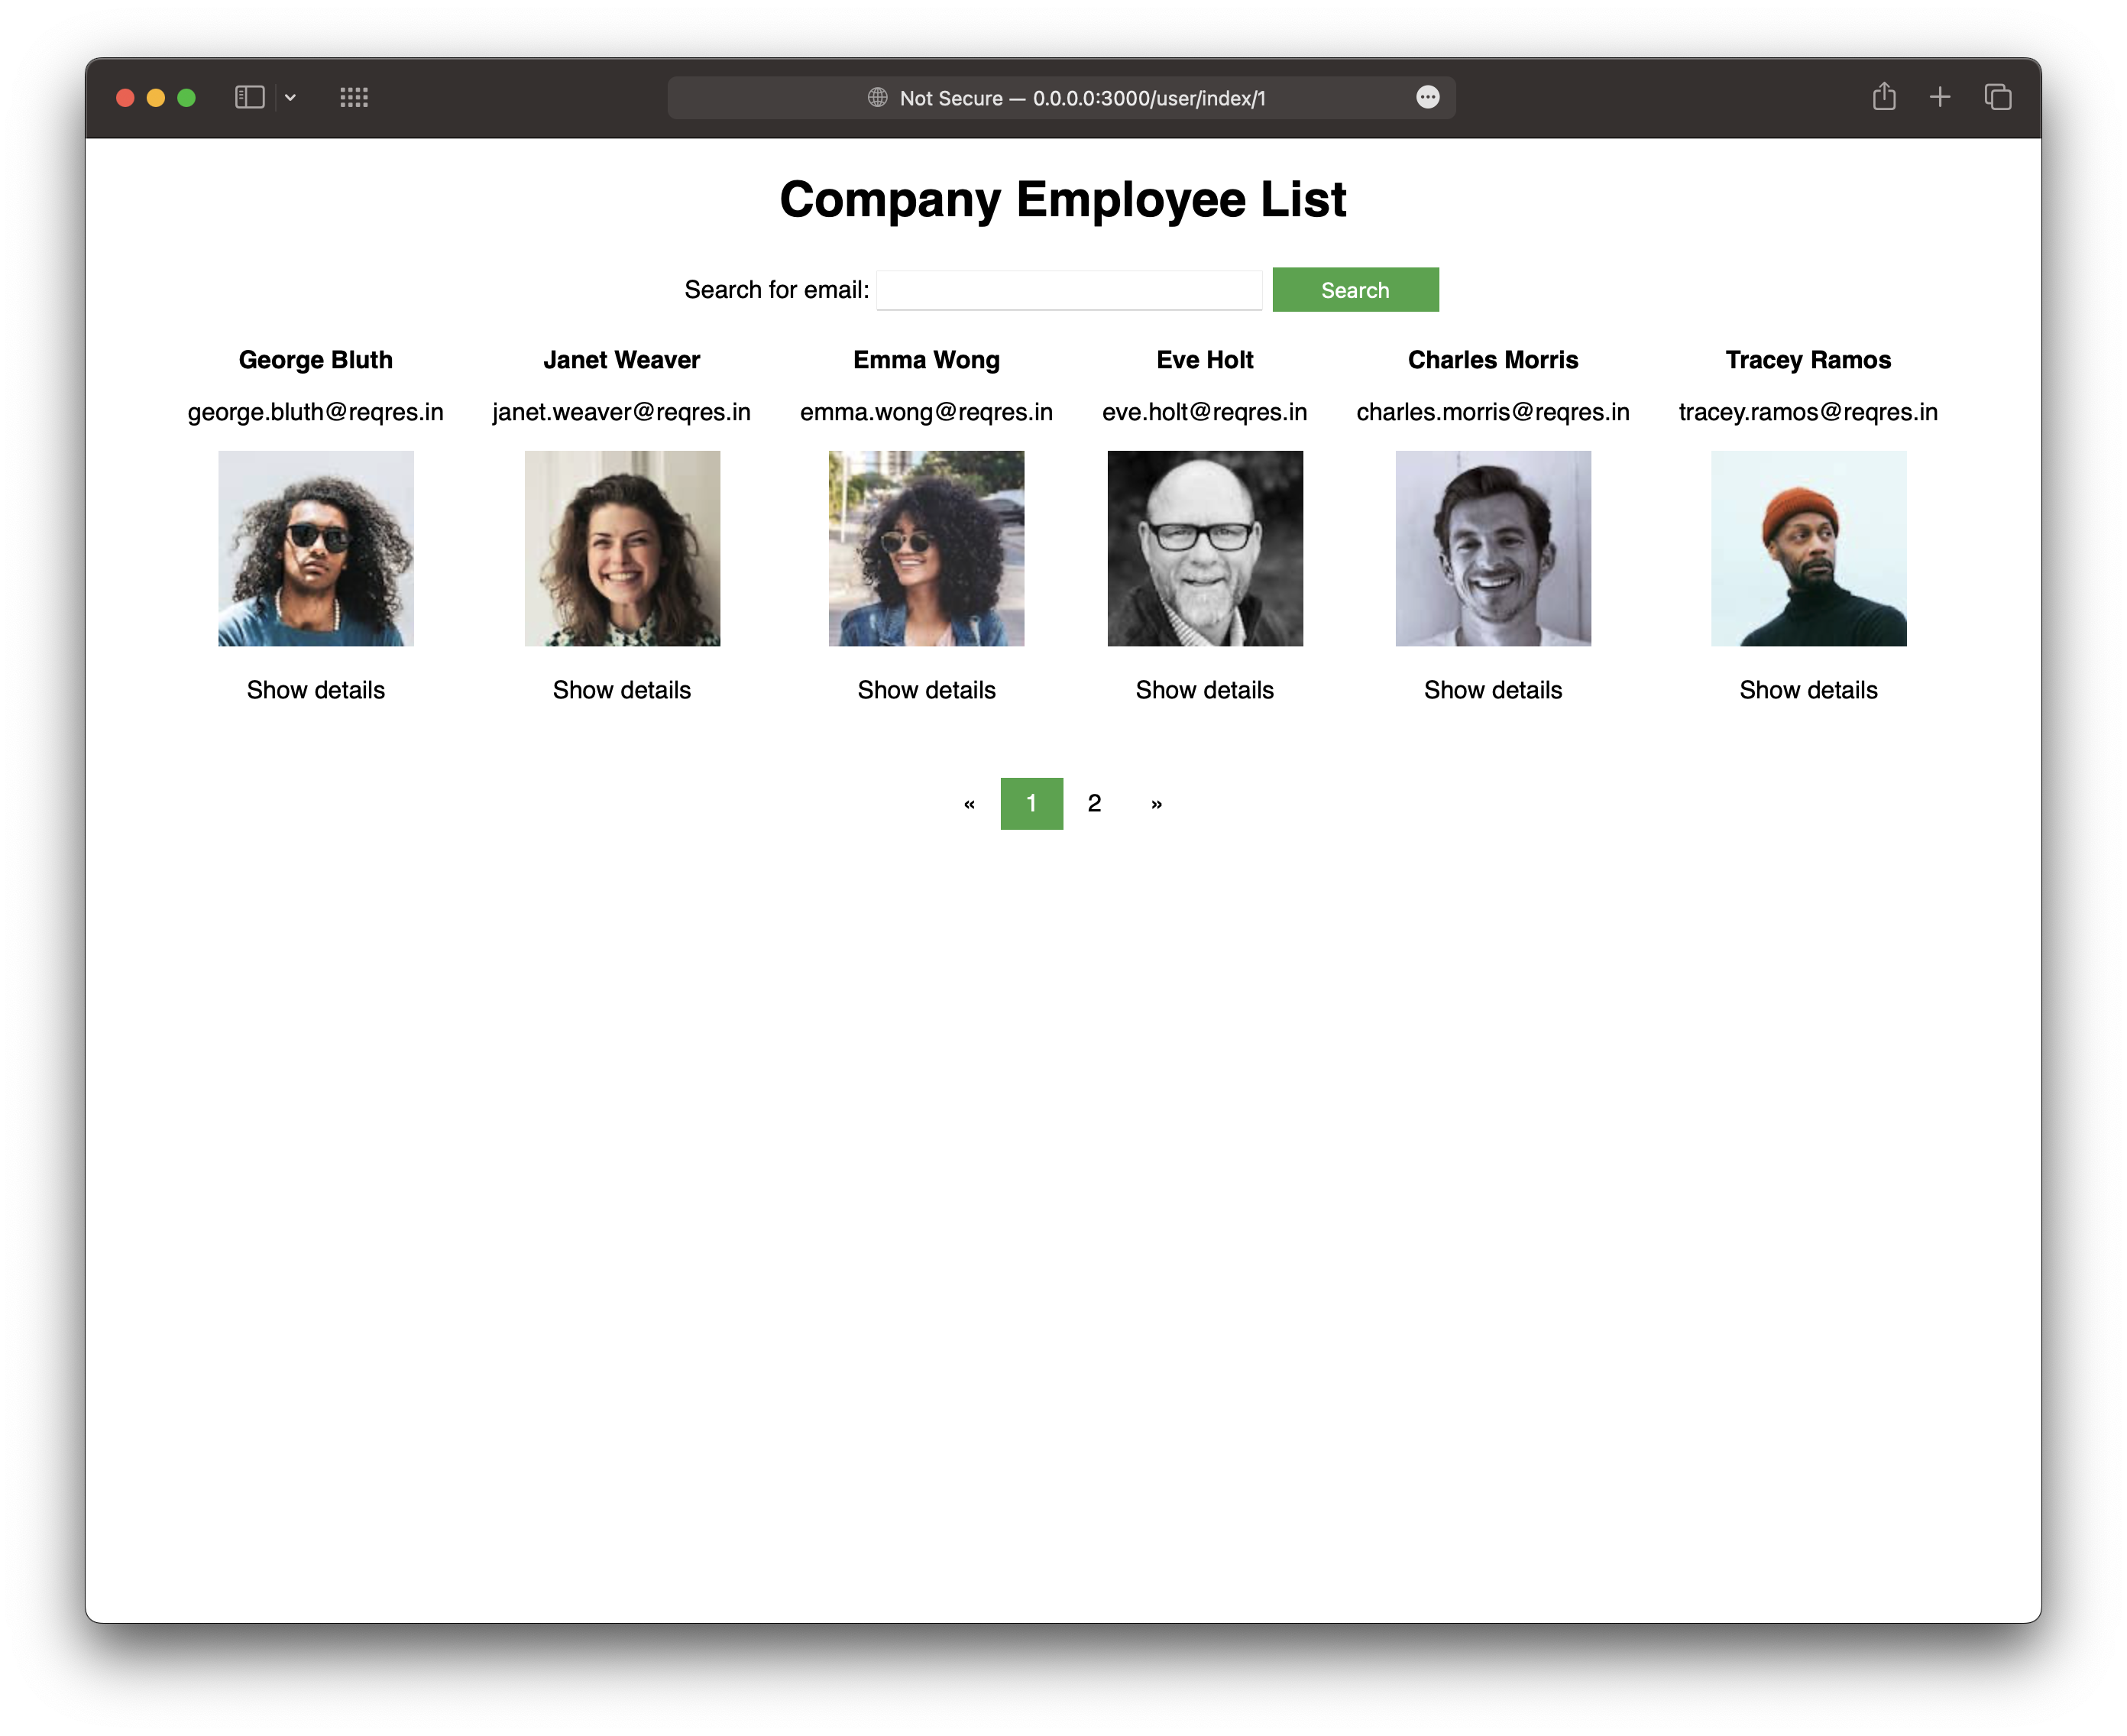 Not Secure — 0.0.0.0:3000/user/index/1
Company Employee List
Search for email: Search
George Bluth Janet Weaver Emma Wong Eve Holt Charles Morris Tracey Ramos
george.bluth@reqres.in janet.weaver@reqres.in emma.wong@reqres.in eve.holt@reqres.in charles.morris@reqres.in tracey.ramos@reqres.in
Show details Show details Show details Show details Show details Show details
« 1 2 »